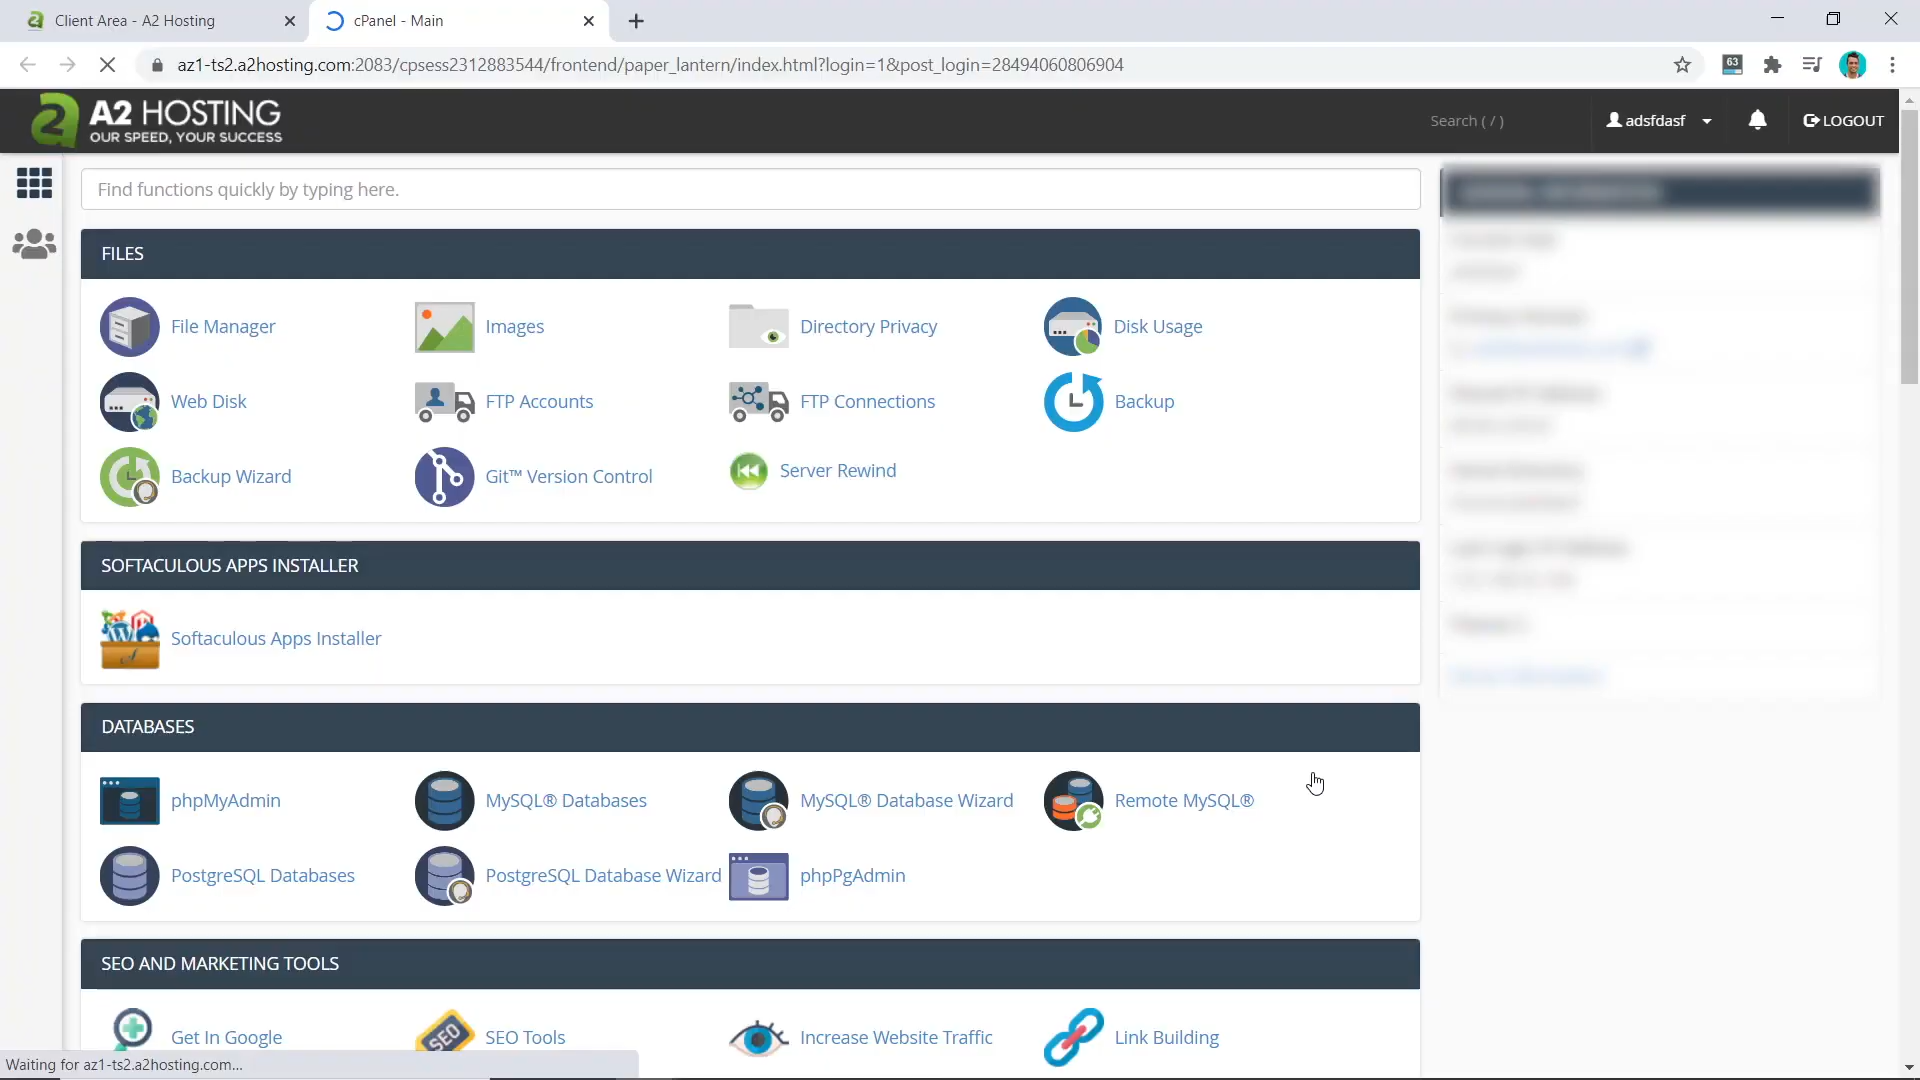 Client Area - A2 Hosting
cPanel - Main
az1-ts2.a2hosting.com:2083/cpsess2312883544/frontend/paper_lantern/index.html?login=1&post_login=28494060806904
63
A2 HOSTING
OUR SPEED, YOUR SUCCESS
Search ( / )
adsfdasf
LOGOUT
Find functions quickly by typing here.
FILES
File Manager
Images
Directory Privacy
Disk Usage
Web Disk
FTP Accounts
FTP Connections
Backup
Backup Wizard
Git™ Version Control
Server Rewind
SOFTACULOUS APPS INSTALLER
Softaculous Apps Installer
DATABASES
phpMyAdmin
MySQL® Databases
MySQL® Database Wizard
Remote MySQL®
PostgreSQL Databases
PostgreSQL Database Wizard
phpPgAdmin
SEO AND MARKETING TOOLS
Get In Google
SEO
SEO Tools
Increase Website Traffic
Link Building
Waiting for az1-ts2.a2hosting.com...